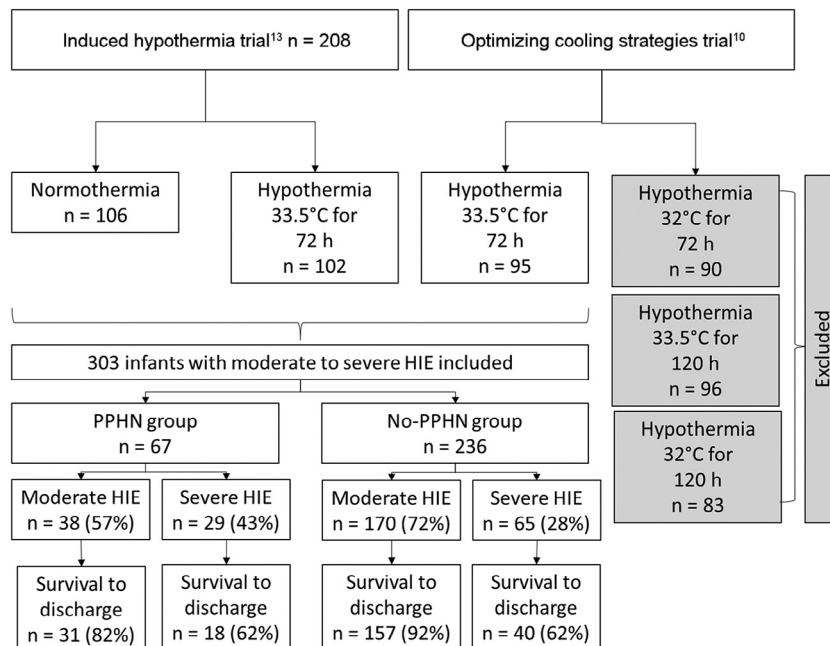 Induced hypothermia trial¹³ n = 208
Optimizing cooling strategies trial¹⁰
Normothermia
n = 106
Hypothermia
33.5°C for
72 h
n = 102
Hypothermia
33.5°C for
72 h
n = 95
Hypothermia
32°C for
72 h
n = 90
Hypothermia
33.5°C for
120 h
n = 96
Hypothermia
32°C for
120 h
n = 83
Excluded
303 infants with moderate to severe HIE included
PPHN group
n = 67
No-PPHN group
n = 236
Moderate HIE
n = 38 (57%)
Severe HIE
n = 29 (43%)
Moderate HIE
n = 170 (72%)
Severe HIE
n = 65 (28%)
Survival to
discharge
n = 31 (82%)
Survival to
discharge
n = 18 (62%)
Survival to
discharge
n = 157 (92%)
Survival to
discharge
n = 40 (62%)